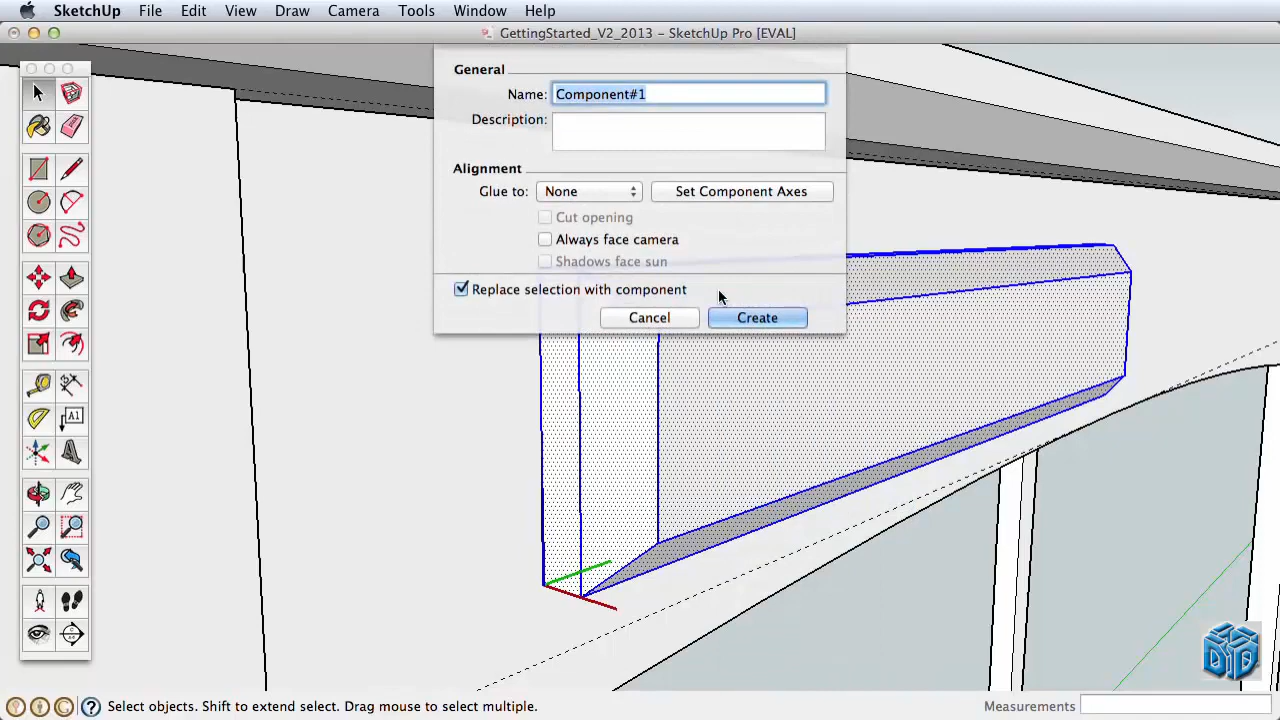 SketchUp File Edit View Draw Camera Tools Window Help
GettingStarted_V2_2013 – SketchUp Pro [EVAL]
General
Name: Component#1
Description:
Alignment
Glue to: None Set Component Axes
Cut opening
Always face camera
Shadows face sun
Replace selection with component
Cancel Create
A1
Select objects. Shift to extend select. Drag mouse to select multiple. Measurements